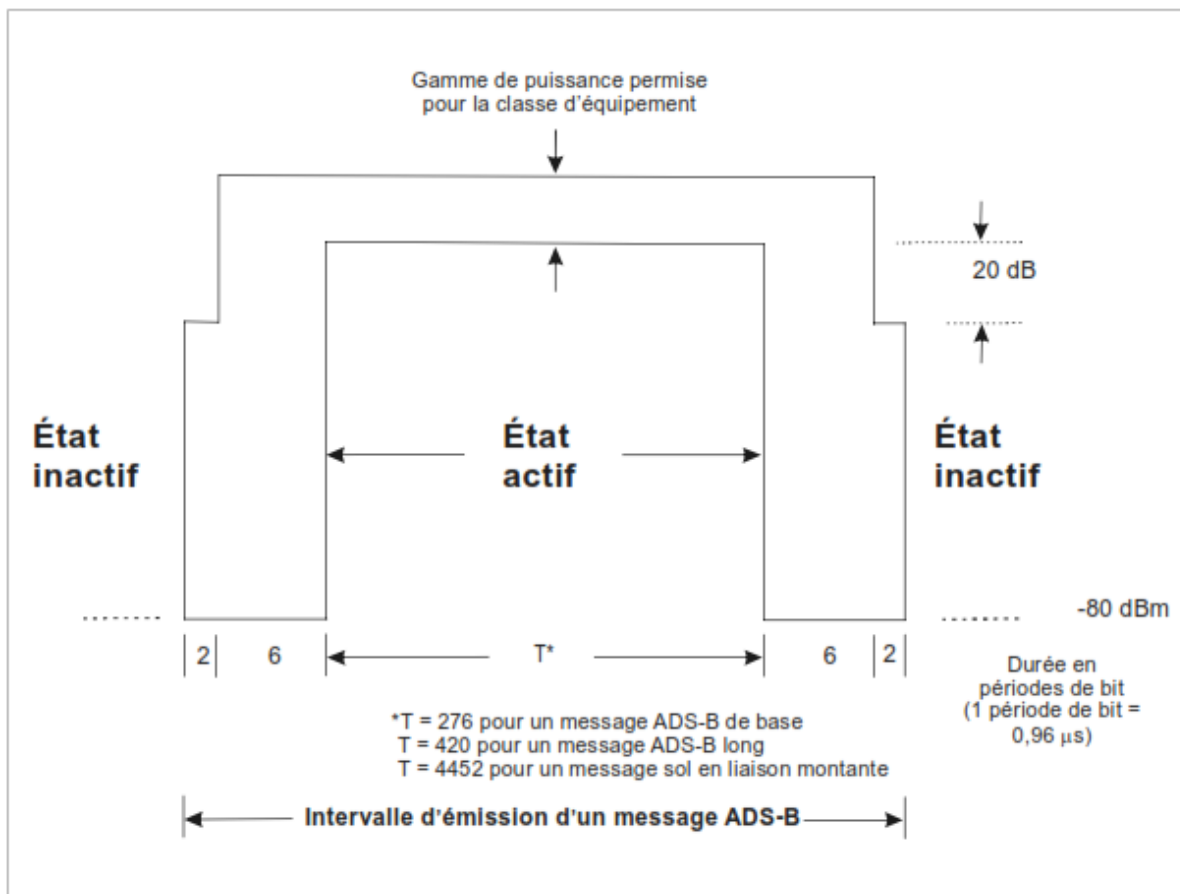 Gamme de puissance permise
pour la classe d'équipement
20 dB
État
inactif
État
actif
État
inactif
-80 dBm
2
6
T*
6
2
Durée en
périodes de bit
(1 période de bit =
0,96 μs)
*T = 276 pour un message ADS-B de base
T = 420 pour un message ADS-B long
T = 4452 pour un message sol en liaison montante
Intervalle d'émission d'un message ADS-B